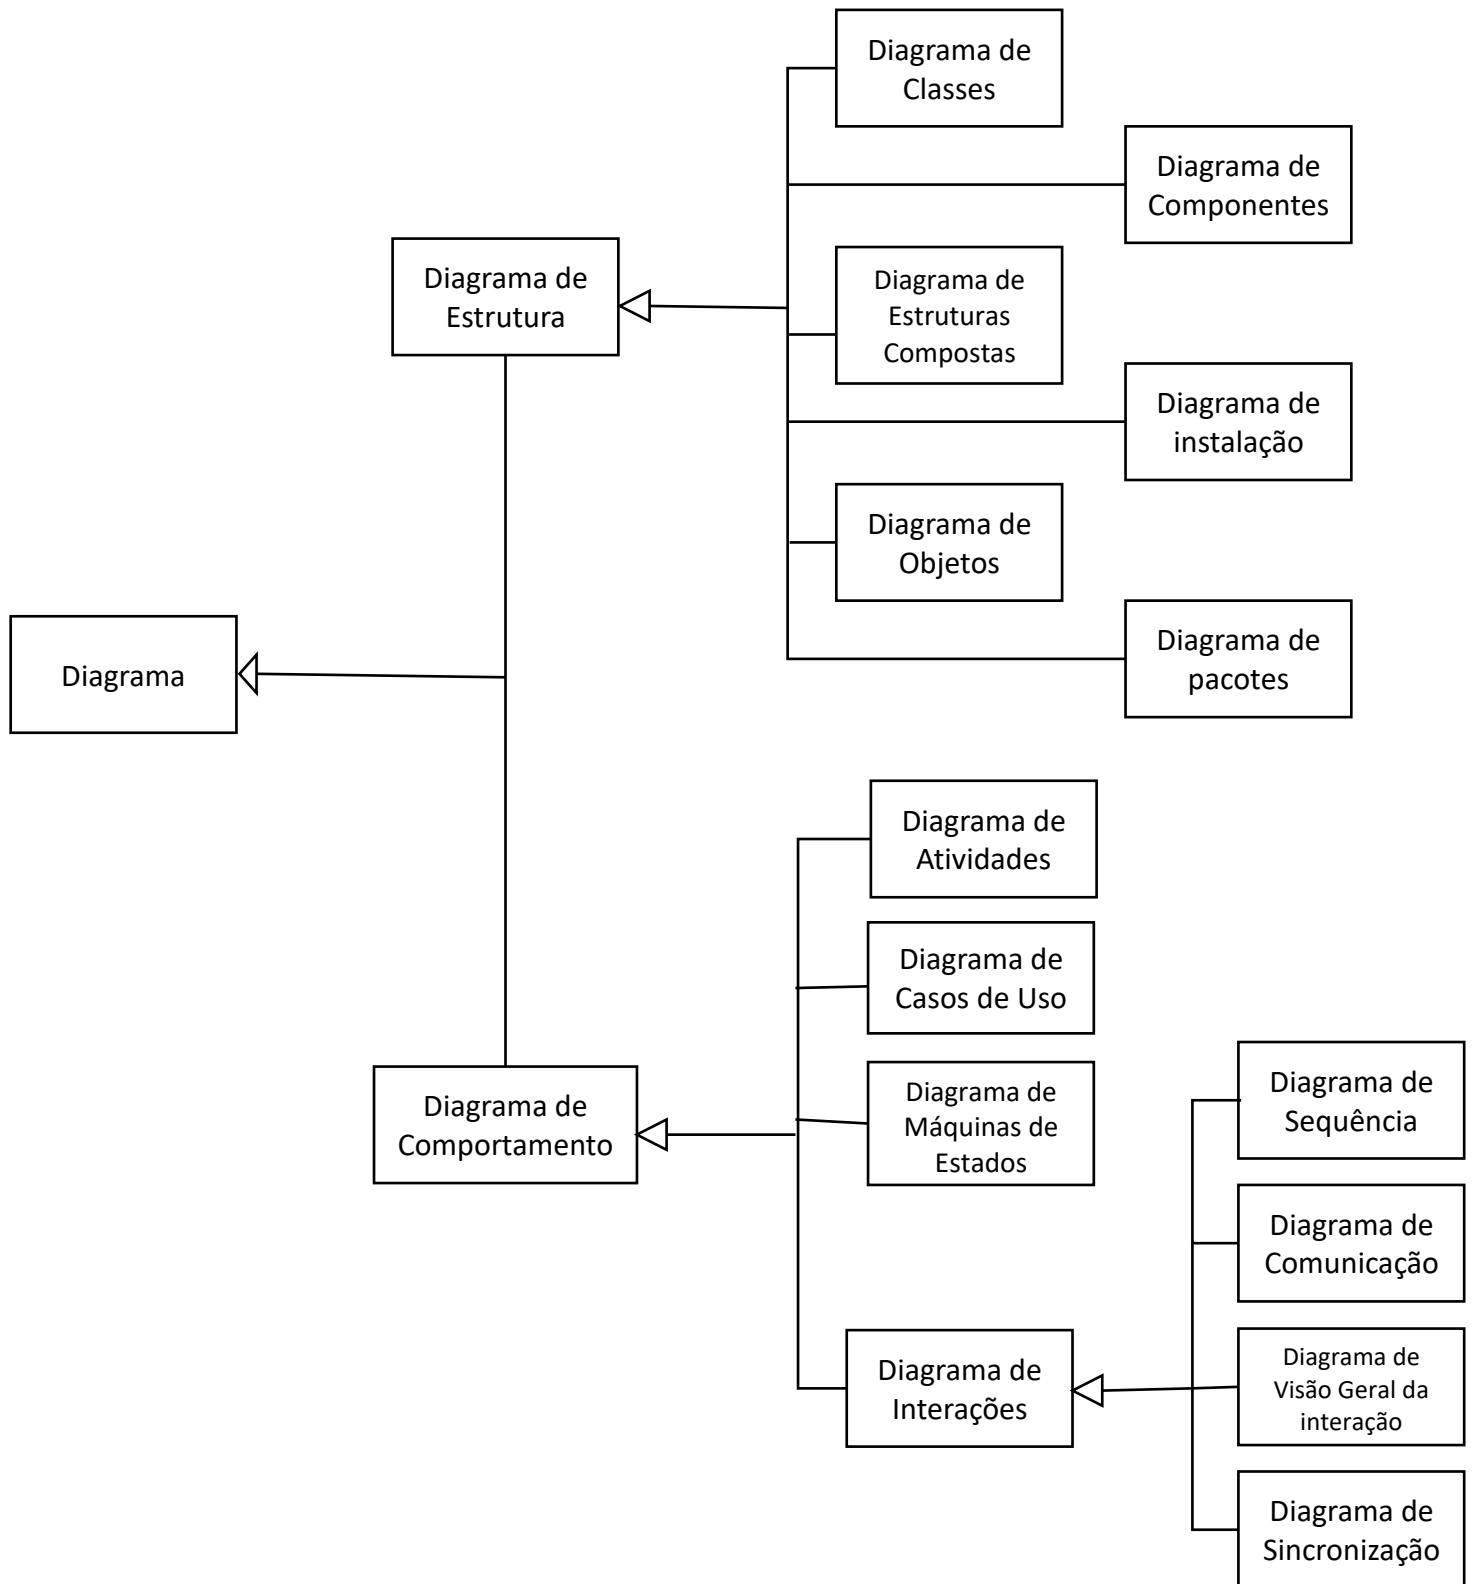 Diagrama de
Classes
Diagrama de
Componentes
Diagrama de
Estrutura
Diagrama de
Estruturas
Compostas
Diagrama de
instalação
Diagrama de
Objetos
Diagrama
Diagrama de
pacotes
Diagrama de
Atividades
Diagrama de
Casos de Uso
Diagrama de
Comportamento
Diagrama de
Máquinas de
Estados
Diagrama de
Sequência
Diagrama de
Comunicação
Diagrama de
Interações
Diagrama de
Visão Geral da
interação
Diagrama de
Sincronização